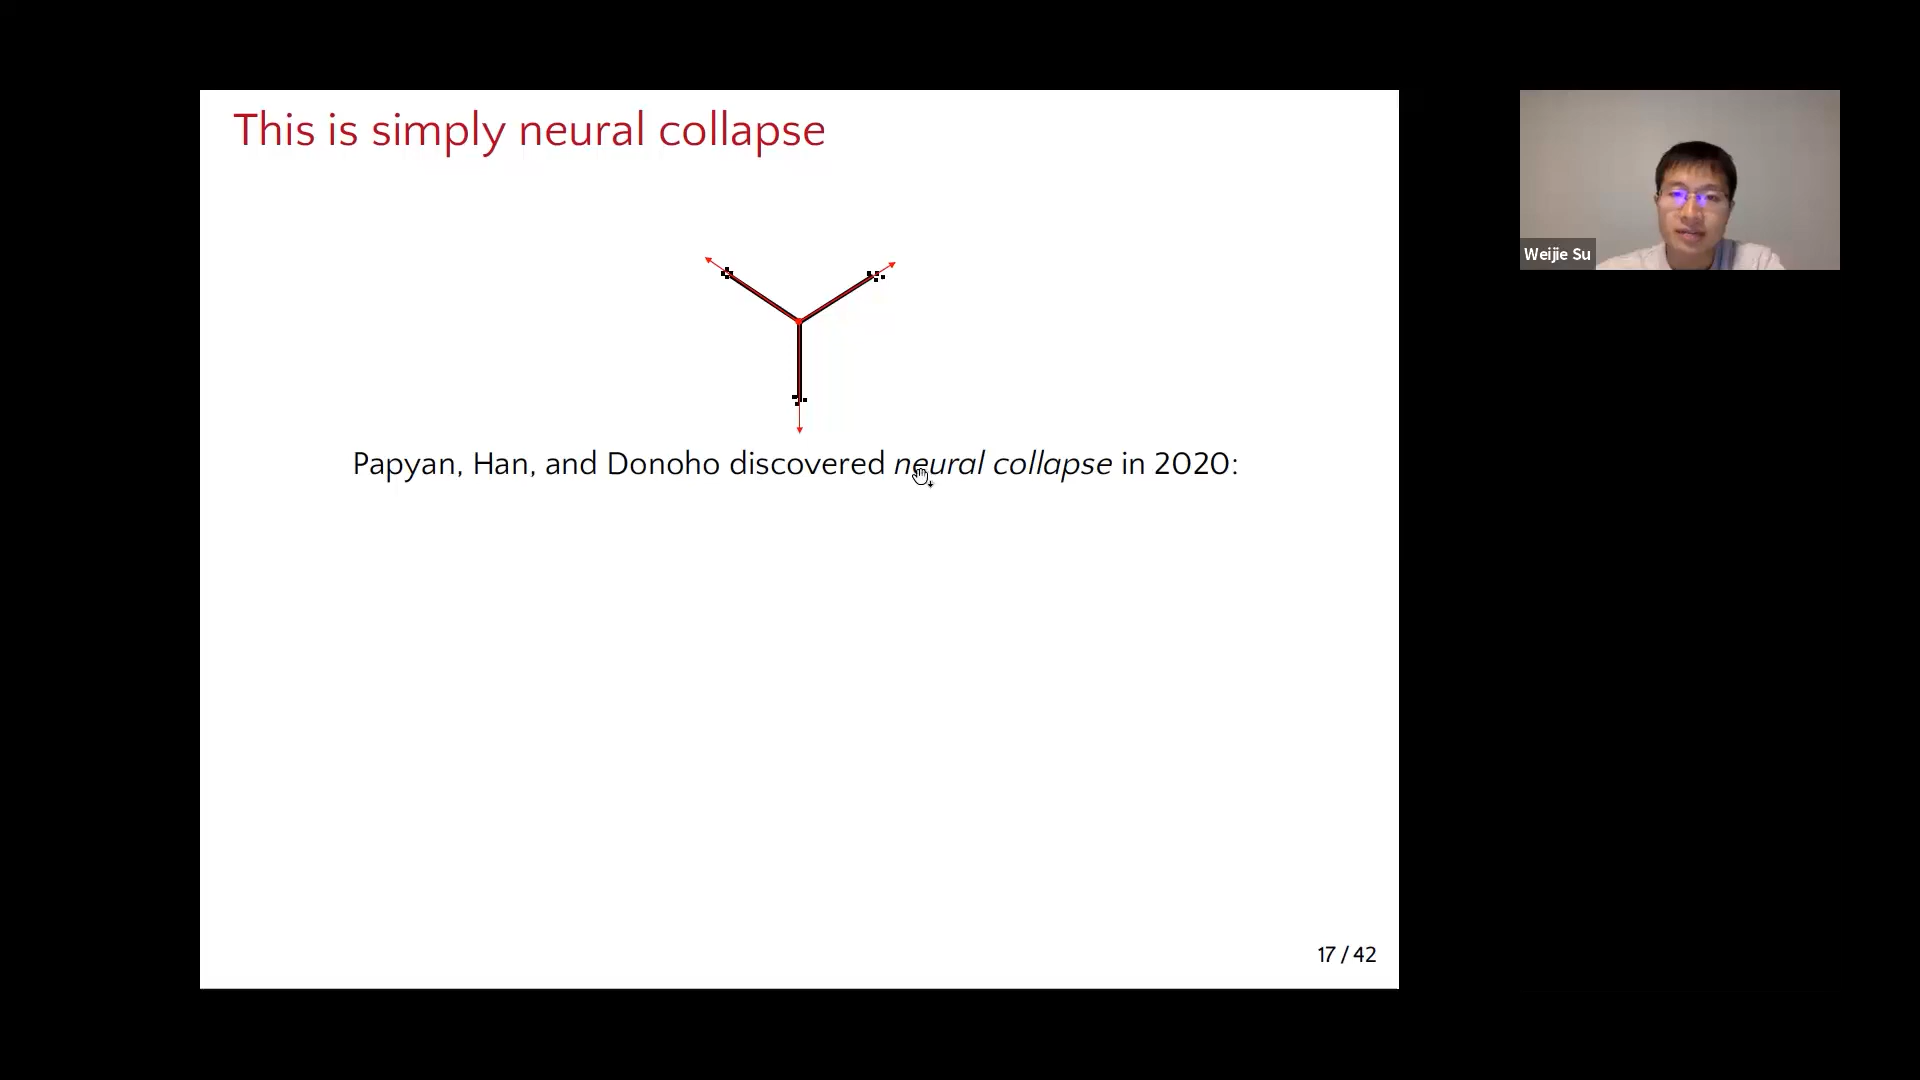 This is simply neural collapse
Weijie Su
Papyan, Han, and Donoho discovered neural collapse in 2020:
17 / 42